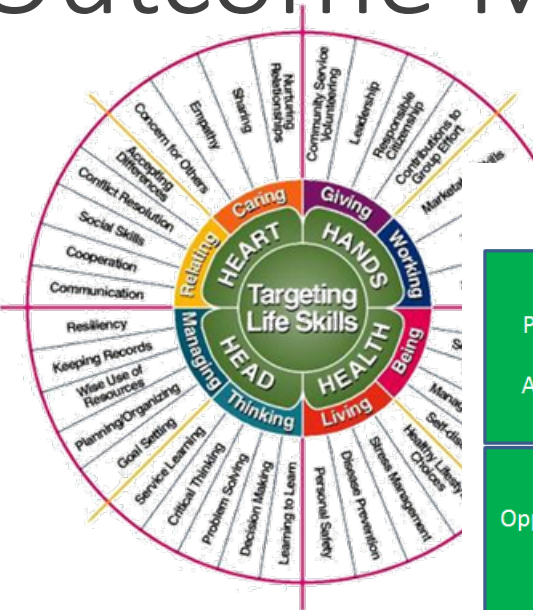 Nurturing
Relationships
Sharing
Empathy
Concern for Others
Accepting
Differences
Conflict Resolution
Social Skills
Cooperation
Communication
Community Service
Volunteering
Leadership
Responsible
Citizenship
Contributions to
Group Effort
Caring
Giving
Relating
HEART
HANDS
Working
Targeting
Life Skills
Managing
HEAD
HEALTH
Being
Thinking
Living
Resiliency
Keeping Records
Wise Use of
Resources
Planning/Organizing
Goal Setting
Service Learning
Critical Thinking
Problem Solving
Decision Making
Learning to Learn
Personal Safety
Disease Prevention
Stress Management
Healthy Lifesty
Choices
Self-dis
Manag
P
A
Opp